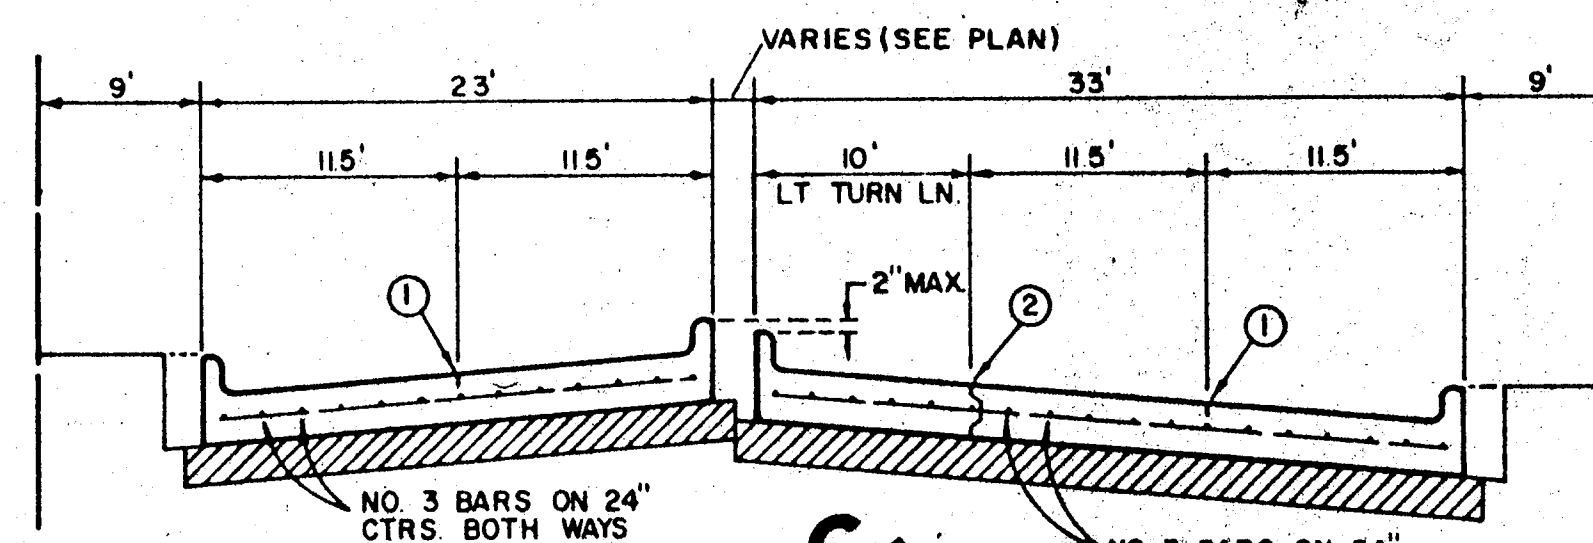 VARIES (SEE PLAN)
9' 23' 33' 9'
11.5' 11.5' 10' 11.5' 11.5'
LT TURN LN.
2" MAX.
1 2 1
NO. 3 BARS ON 24"
CTRS. BOTH WAYS